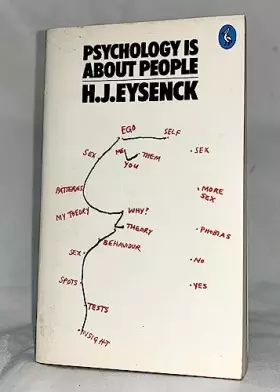 PSYCHOLOGY IS
ABOUT PEOPLE
H.J.EYSENCK
EGO
SELF
SEX
ME
THEM
SEX
YOU
PATTERNS
MORE
SEX
MY THEORY
WHY?
THEORY
PHOBIAS
BEHAVIOUR
SEX
NO
SPOTS
YES
TESTS
INSIGHT